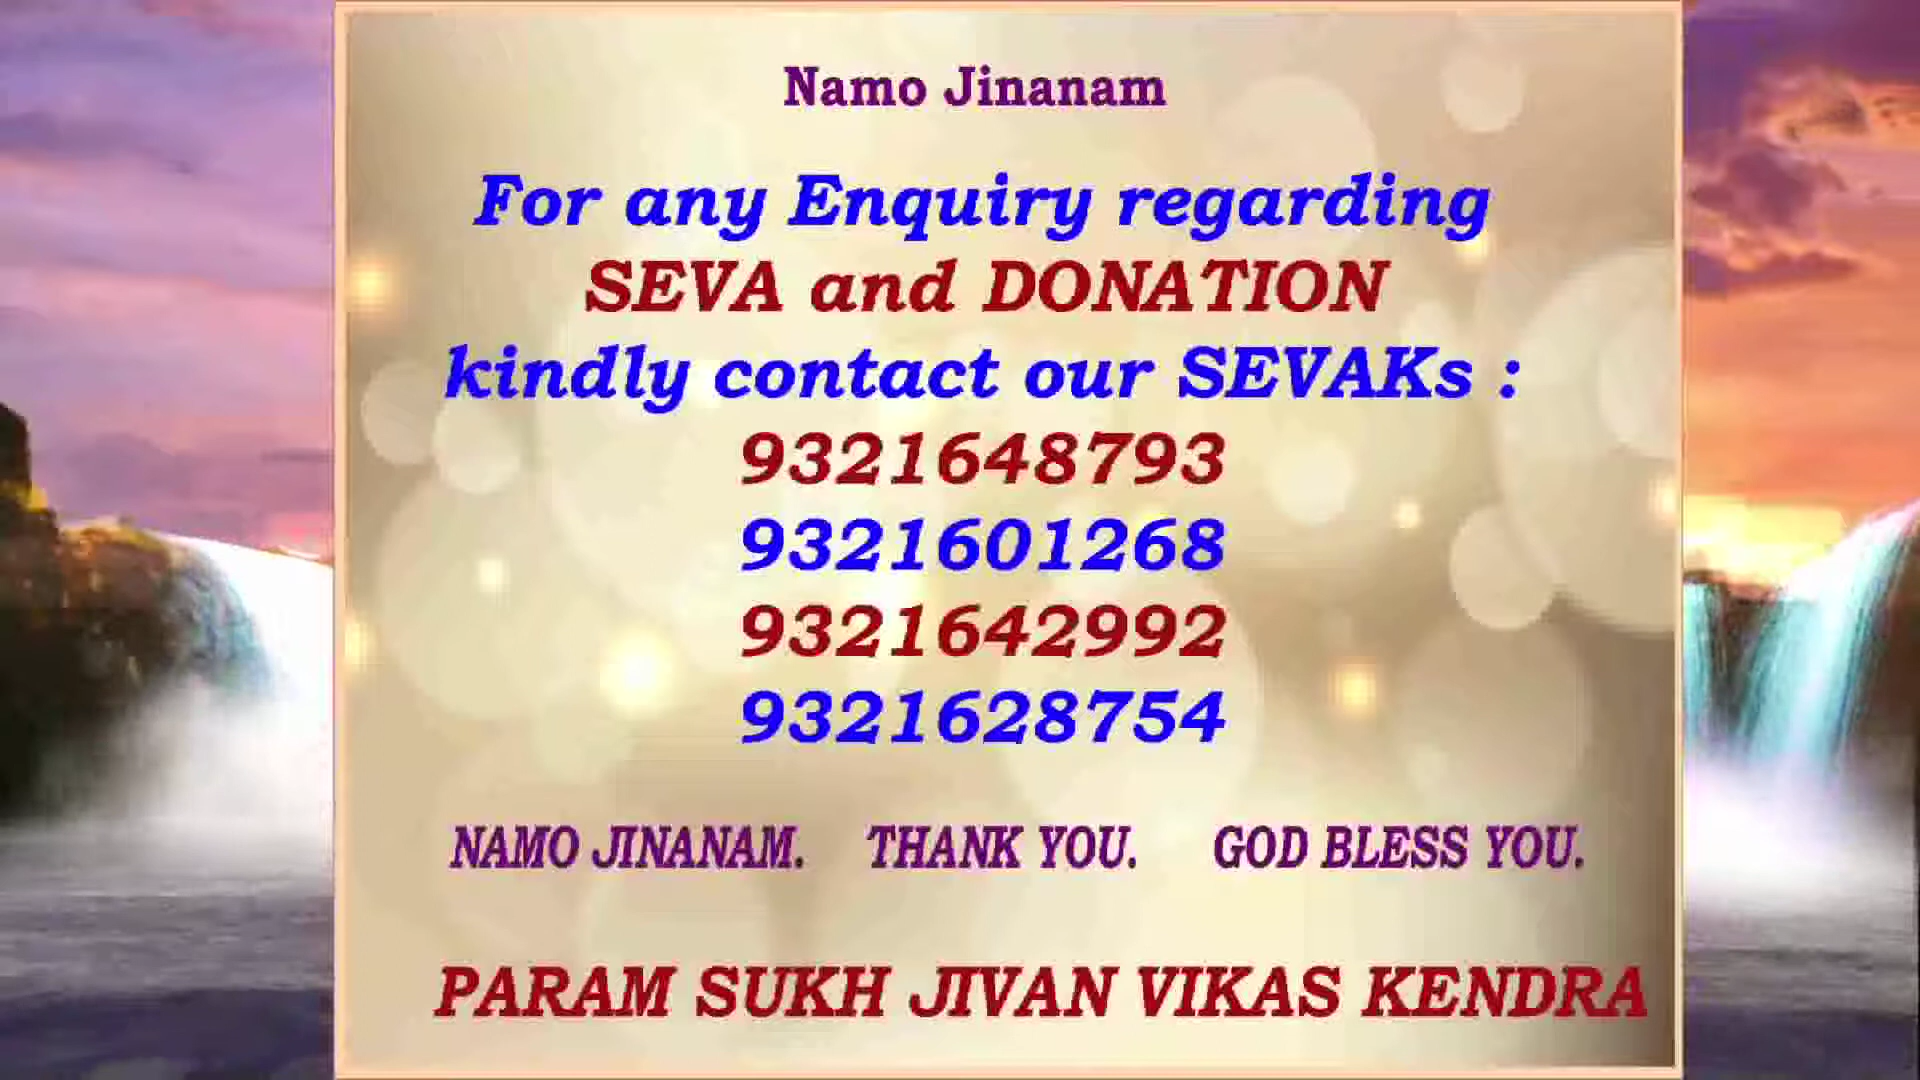 Namo Jinanam
For any Enquiry regarding
SEVA and DONATION
kindly contact our SEVAKs :
9321648793
9321601268
9321642992
9321628754
NAMO JINANAM. THANK YOU. GOD BLESS YOU.
PARAM SUKH JIVAN VIKAS KENDRA